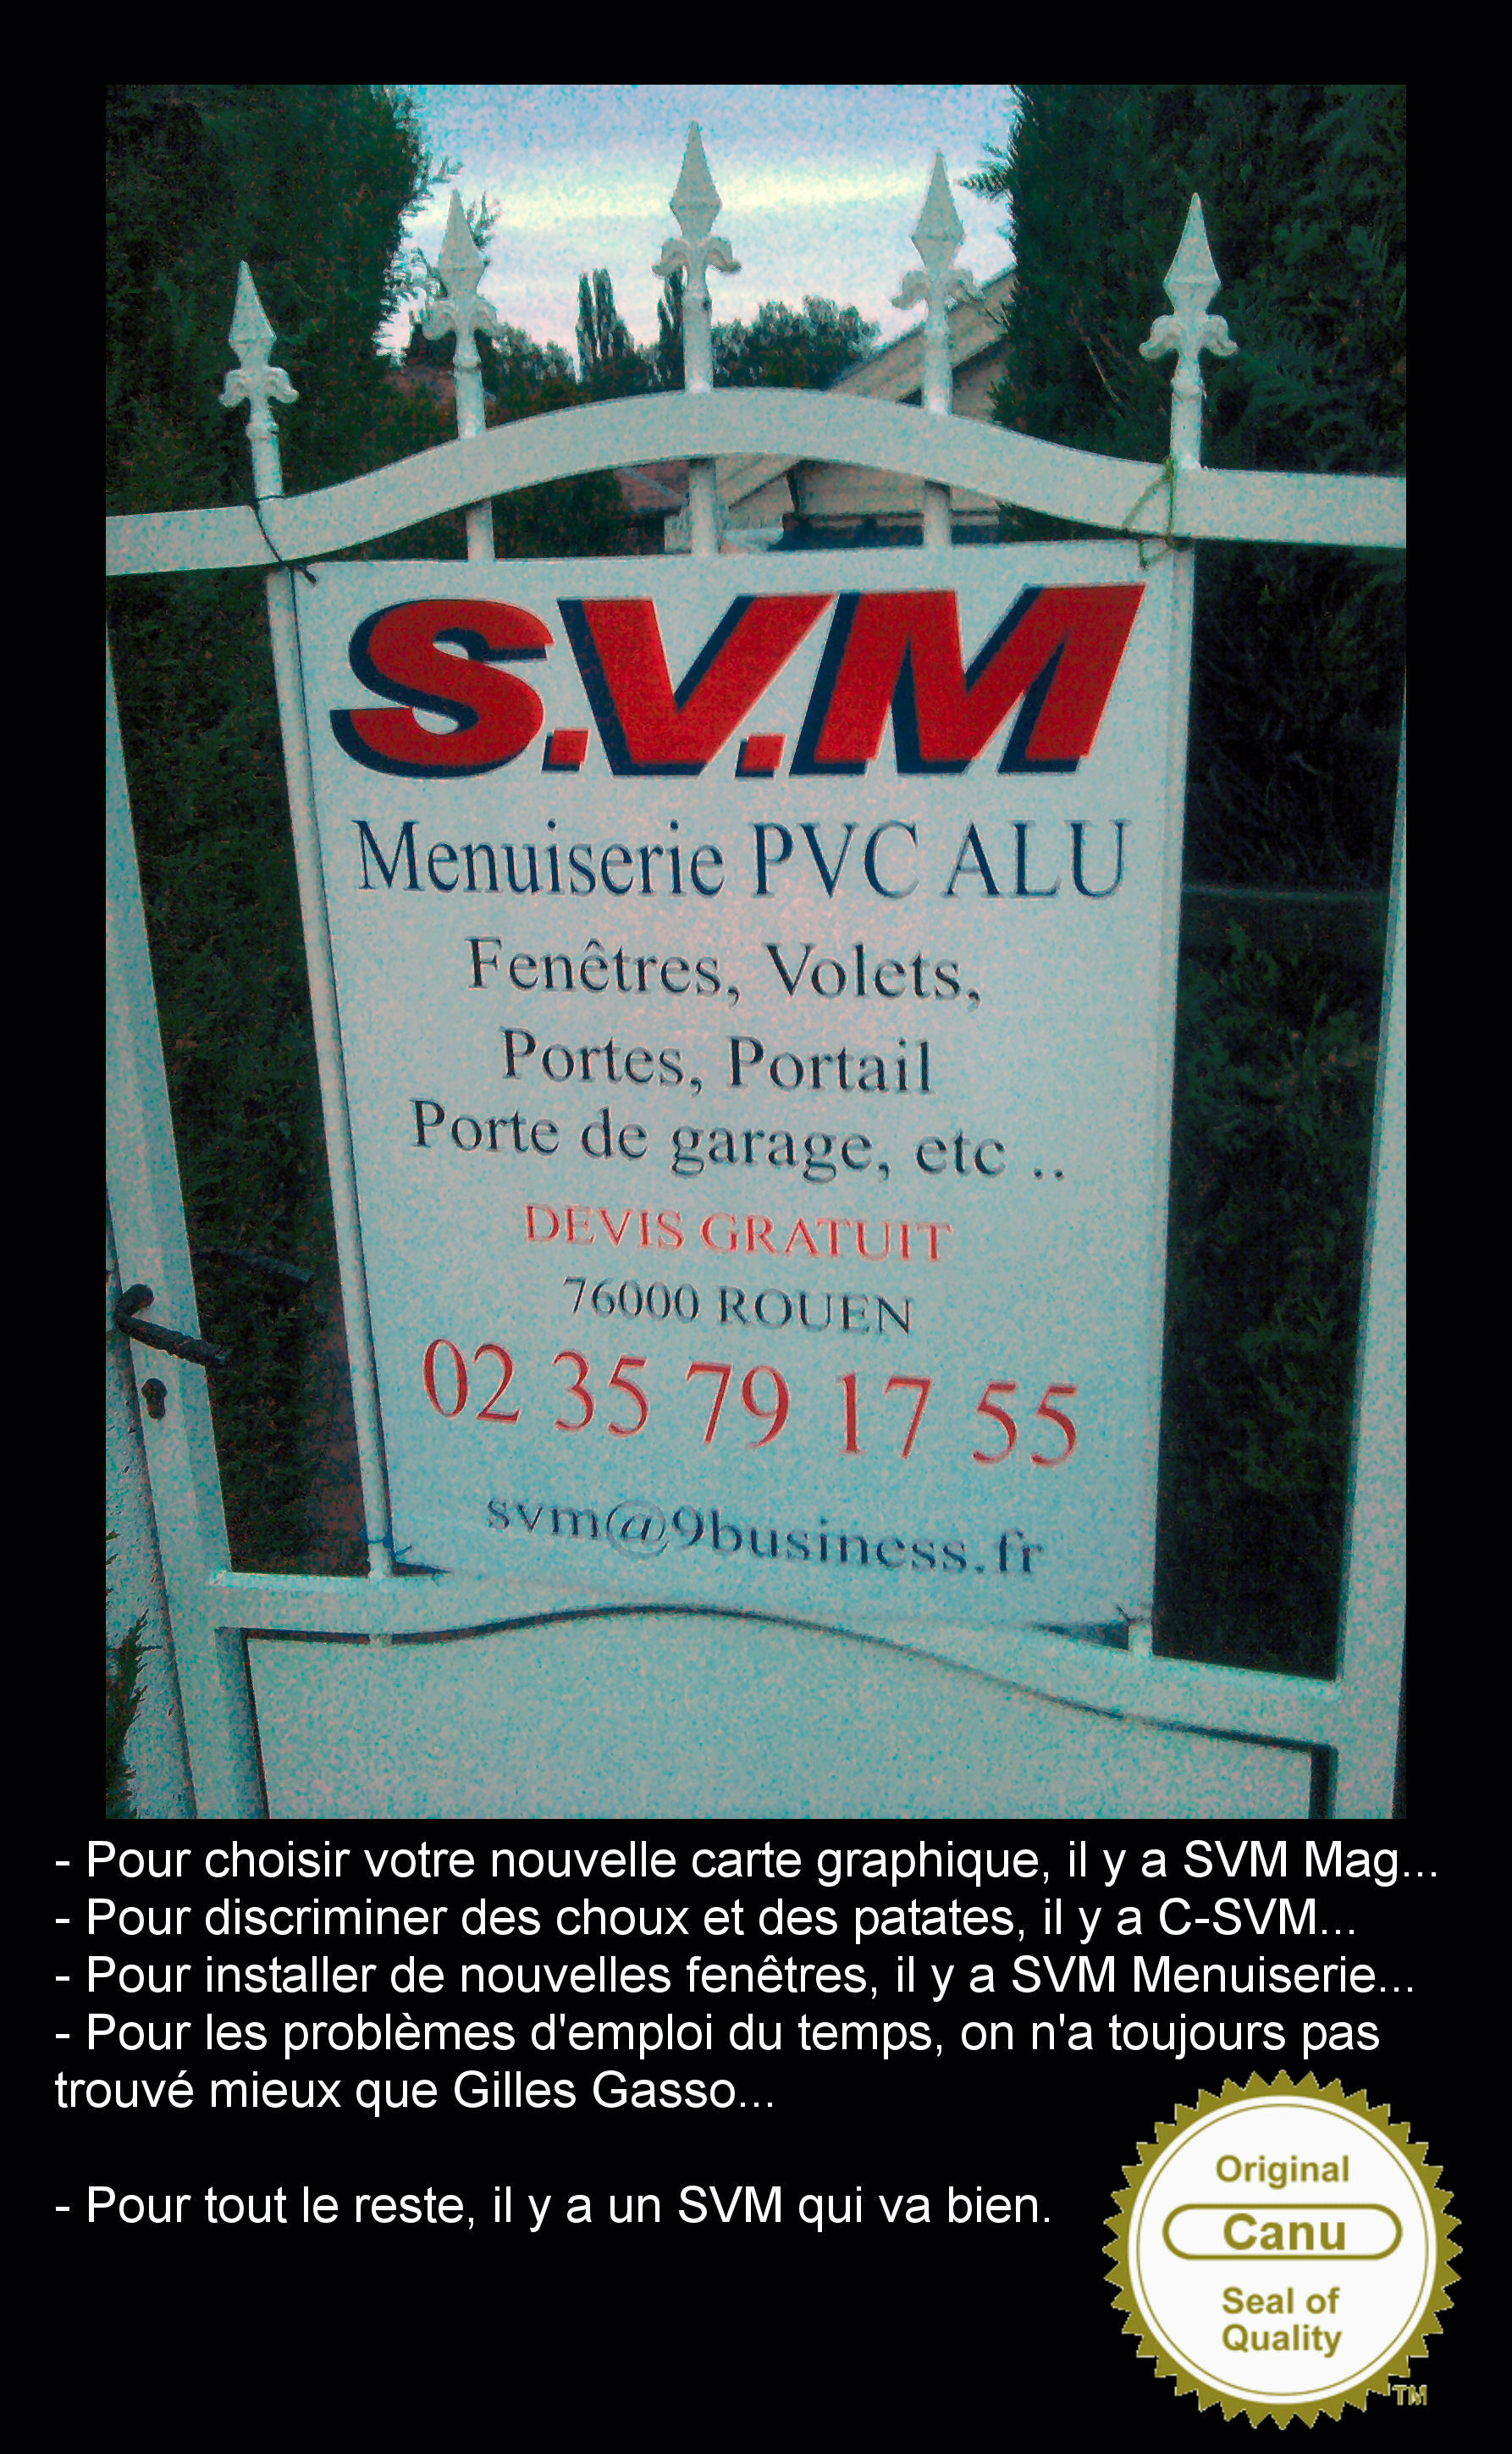 S.V.M
Menuiserie PVC ALU
Fenêtres, Volets,
Portes, Portail
Porte de garage, etc ..
DEVIS GRATUIT
76000 ROUEN
02 35 79 17 55
svm@9business.fr
- Pour choisir votre nouvelle carte graphique, il y a SVM Mag...
- Pour discriminer des choux et des patates, il y a C-SVM...
- Pour installer de nouvelles fenêtres, il y a SVM Menuiserie...
- Pour les problèmes d'emploi du temps, on n'a toujours pas
trouvé mieux que Gilles Gasso...
- Pour tout le reste, il y a un SVM qui va bien.
Original
Canu
Seal of
Quality
TM